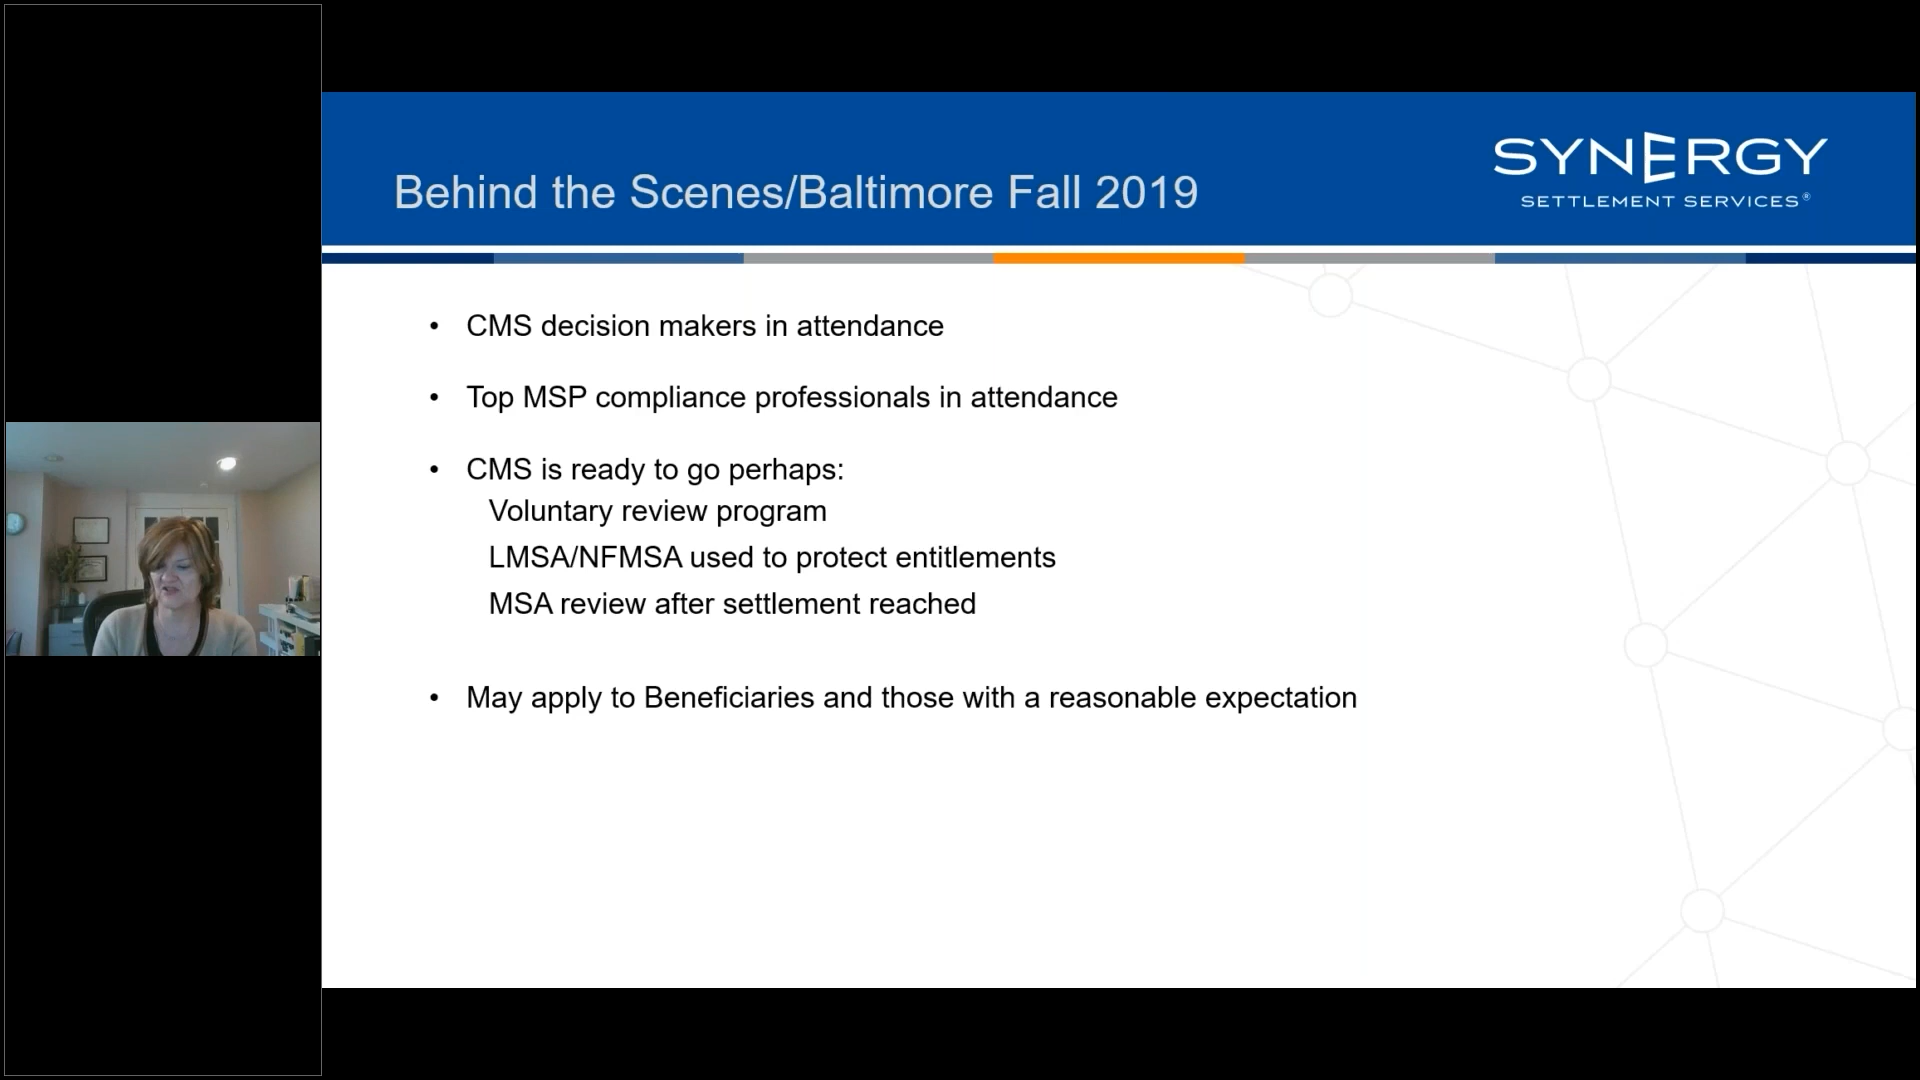 Behind the Scenes/Baltimore Fall 2019
SYNERGY
SETTLEMENT SERVICES®
• CMS decision makers in attendance
• Top MSP compliance professionals in attendance
• CMS is ready to go perhaps:
Voluntary review program
LMSA/NFMSA used to protect entitlements
MSA review after settlement reached
• May apply to Beneficiaries and those with a reasonable expectation